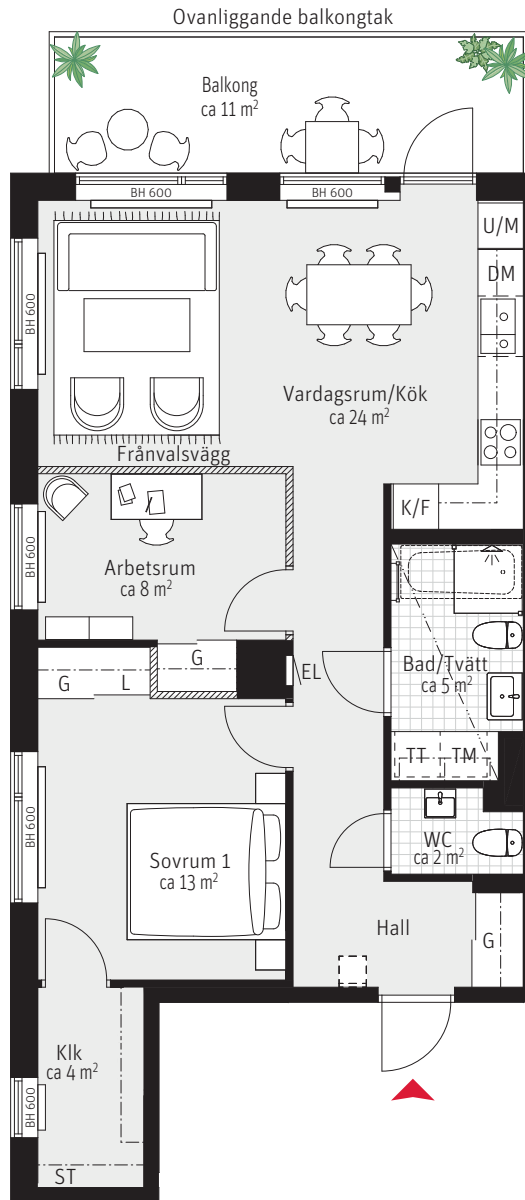 Ovanliggande balkongtak
Balkong
ca 11 m²
BH 600
BH 600
U/M
DM
BH 600
Vardagsrum/Kök
ca 24 m²
Frånvalsvägg
K/F
BH 600
Arbetsrum
ca 8 m²
G
G
L
EL
Bad/Tvätt
ca 5 m²
TT
TM
BH 600
Sovrum 1
ca 13 m²
WC
ca 2 m²
Hall
G
Klk
ca 4 m²
BH 600
ST